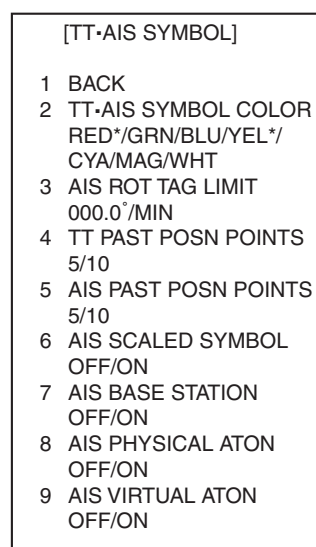 [TT•AIS SYMBOL]
1 BACK
2 TT•AIS SYMBOL COLOR
RED*/GRN/BLU/YEL*/
CYA/MAG/WHT
3 AIS ROT TAG LIMIT
000.0°/MIN
4 TT PAST POSN POINTS
5/10
5 AIS PAST POSN POINTS
5/10
6 AIS SCALED SYMBOL
OFF/ON
7 AIS BASE STATION
OFF/ON
8 AIS PHYSICAL ATON
OFF/ON
9 AIS VIRTUAL ATON
OFF/ON